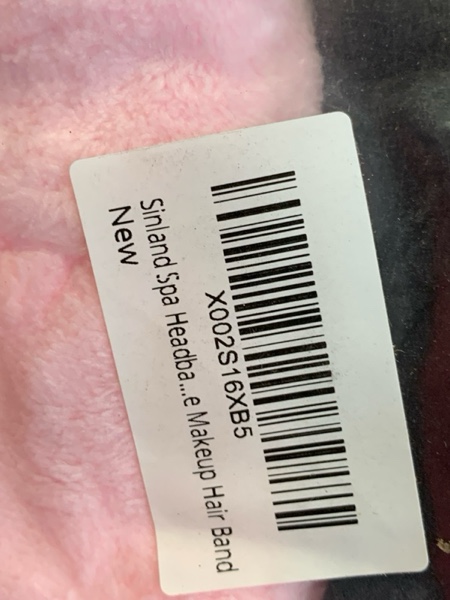 X002S16XB5
Sinland Spa Headba...e Makeup Hair Band
New